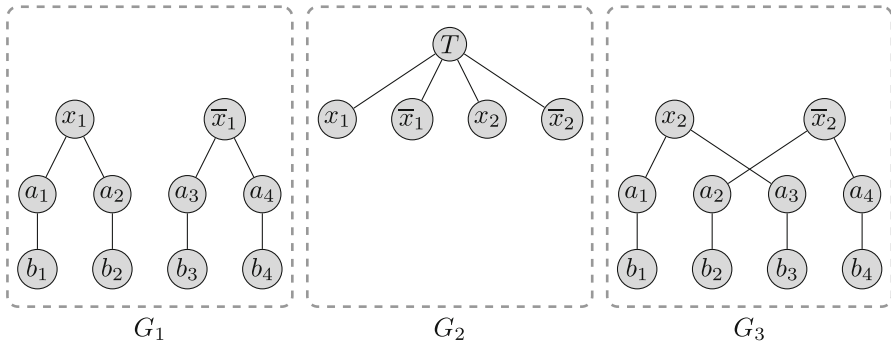 T
x₁ x̅₁ x₁ x̅₁ x₂ x̅₂ x₂ x̅₂
a₁ a₂ a₃ a₄ a₁ a₂ a₃ a₄
b₁ b₂ b₃ b₄ b₁ b₂ b₃ b₄
G₁ G₂ G₃